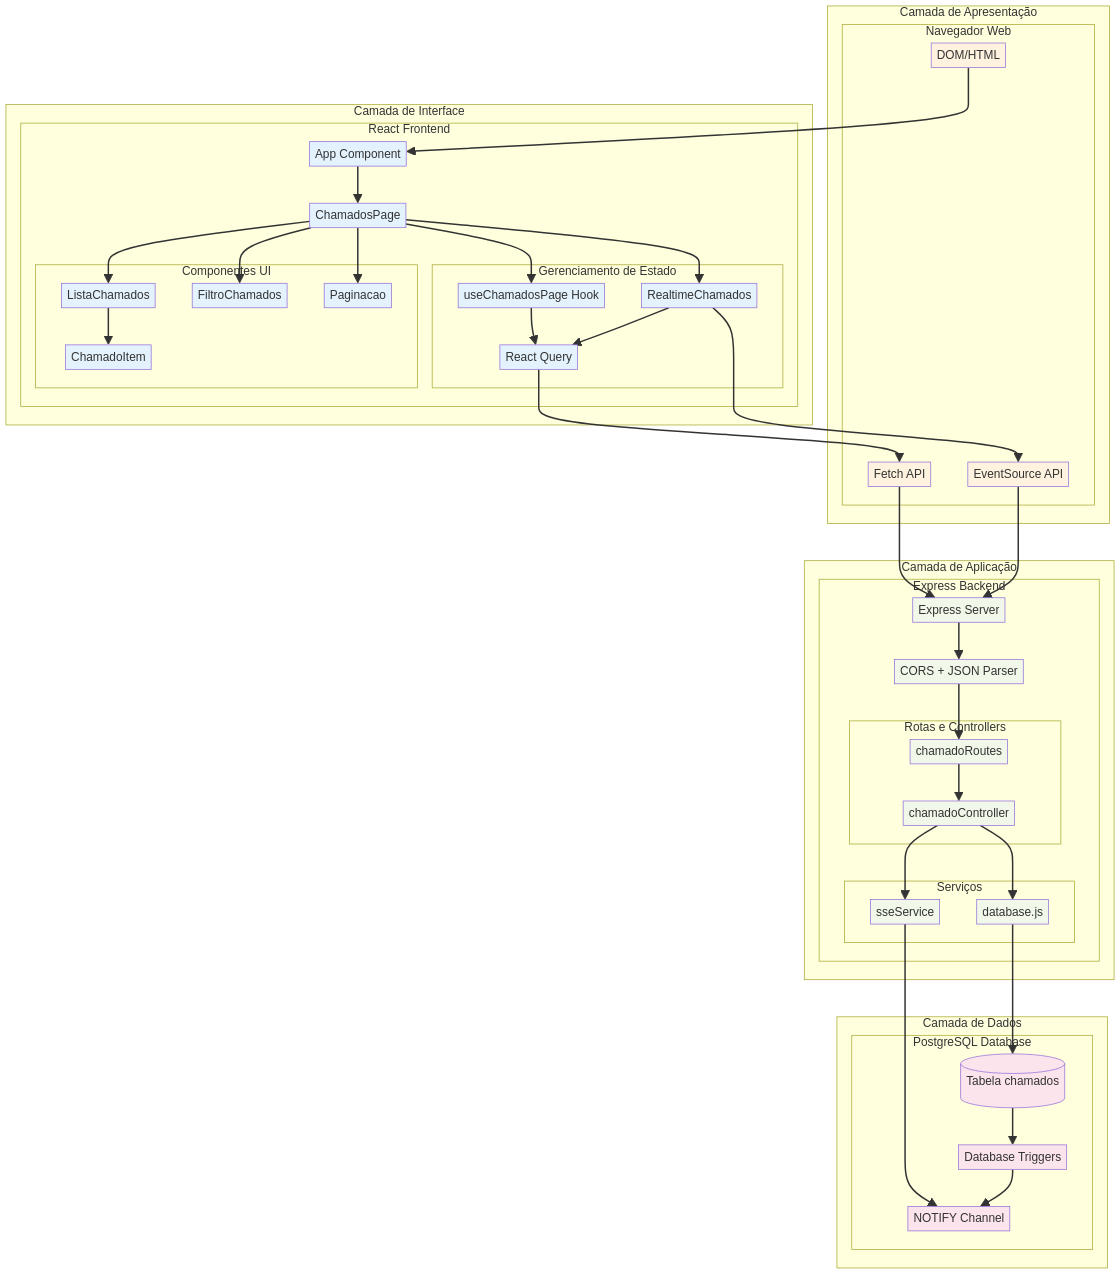 Camada de Apresentação
Navegador Web
DOM/HTML
Camada de Interface
React Frontend
App Component
ChamadosPage
Componentes UI
ListaChamados
FiltroChamados
Paginacao
ChamadoItem
Gerenciamento de Estado
useChamadosPage Hook
RealtimeChamados
React Query
Fetch API
EventSource API
Camada de Aplicação
Express Backend
Express Server
CORS + JSON Parser
Rotas e Controllers
chamadoRoutes
chamadoController
Serviços
sseService
database.js
Camada de Dados
PostgreSQL Database
Tabela chamados
Database Triggers
NOTIFY Channel